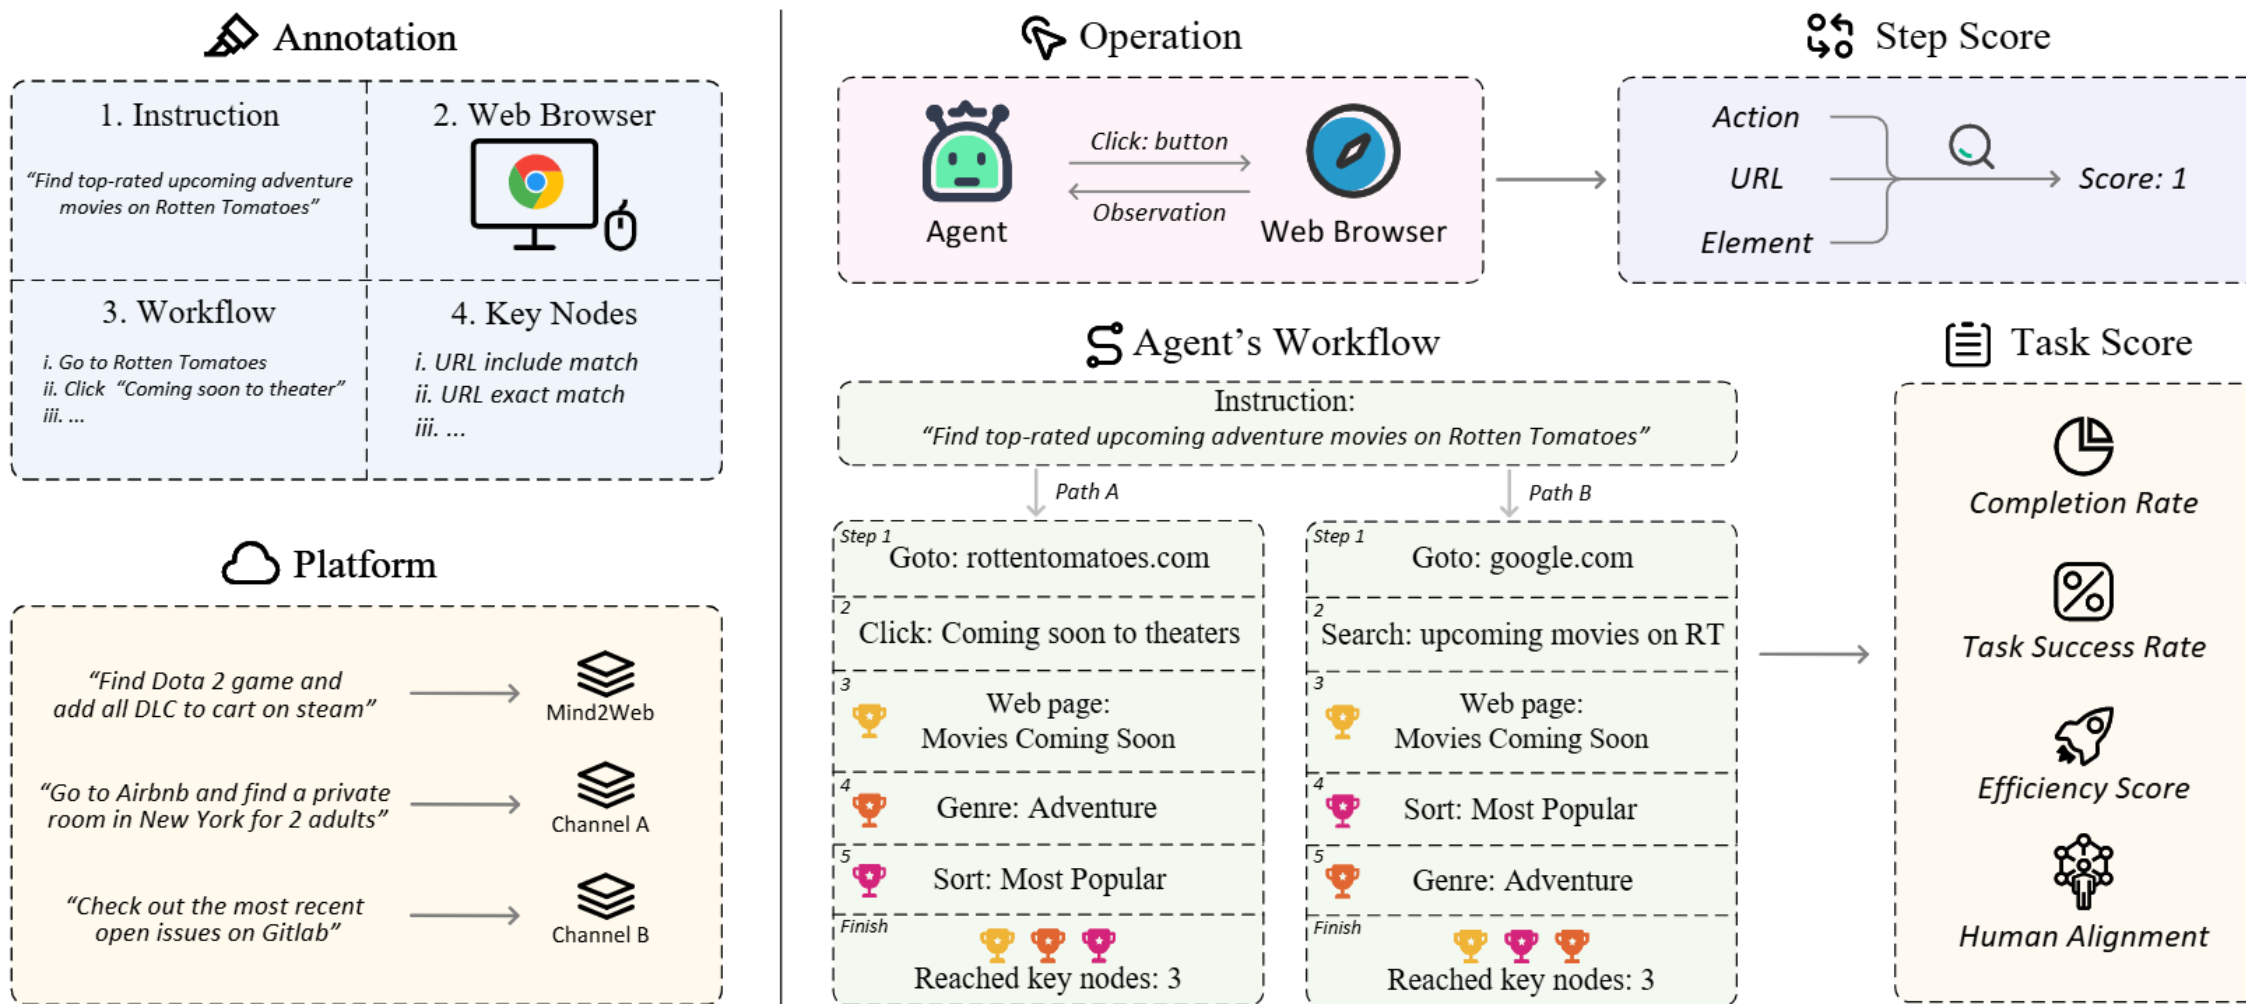 Annotation
1. Instruction
“Find top-rated upcoming adventure
movies on Rotten Tomatoes”
2. Web Browser
3. Workflow
i. Go to Rotten Tomatoes
ii. Click “Coming soon to theater”
iii. ...
4. Key Nodes
i. URL include match
ii. URL exact match
iii. ...
Platform
“Find Dota 2 game and
add all DLC to cart on steam”
Mind2Web
“Go to Airbnb and find a private
room in New York for 2 adults”
Channel A
“Check out the most recent
open issues on Gitlab”
Channel B
Operation
Agent
Click: button
Observation
Web Browser
Step Score
Action
URL
Element
Score: 1
Agent’s Workflow
Instruction:
“Find top-rated upcoming adventure movies on Rotten Tomatoes”
Path A
Step 1
Goto: rottentomatoes.com
2
Click: Coming soon to theaters
3
Web page:
Movies Coming Soon
4
Genre: Adventure
5
Sort: Most Popular
Finish
Reached key nodes: 3
Path B
Step 1
Goto: google.com
2
Search: upcoming movies on RT
3
Web page:
Movies Coming Soon
4
Sort: Most Popular
5
Genre: Adventure
Finish
Reached key nodes: 3
Task Score
Completion Rate
Task Success Rate
Efficiency Score
Human Alignment